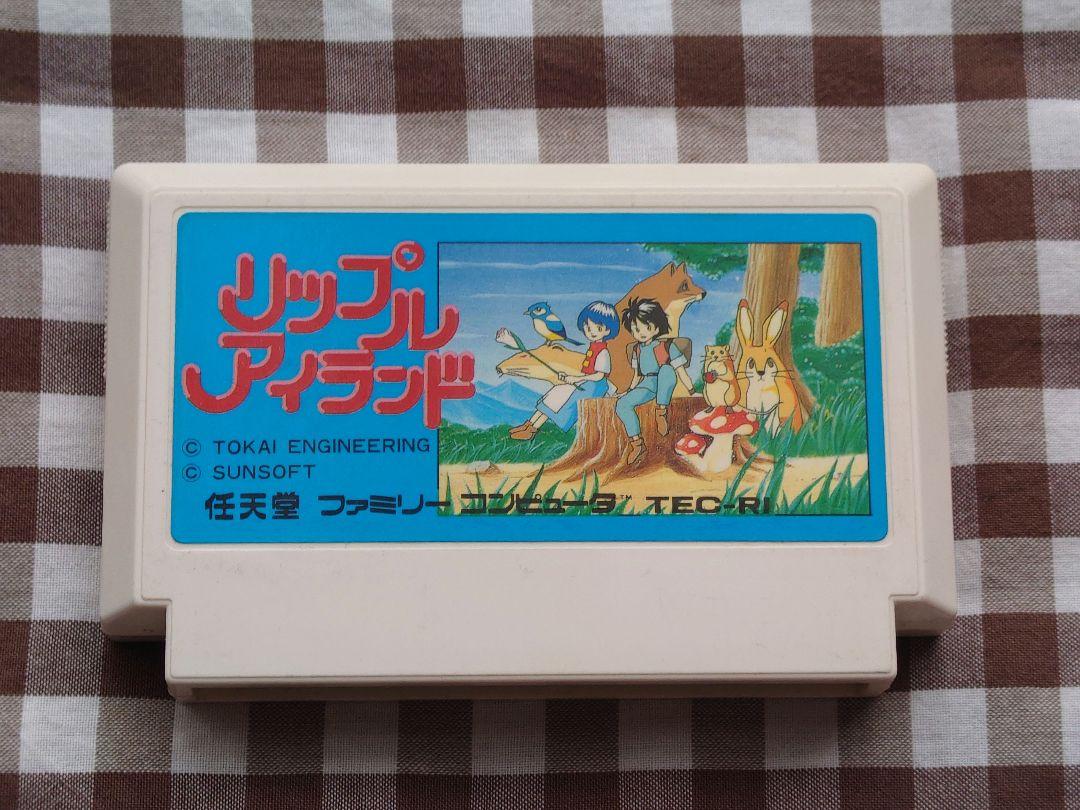 リップル
アイランド
© TOKAI ENGINEERING
© SUNSOFT
任天堂 ファミリーコンピュータ™ TEC-RI